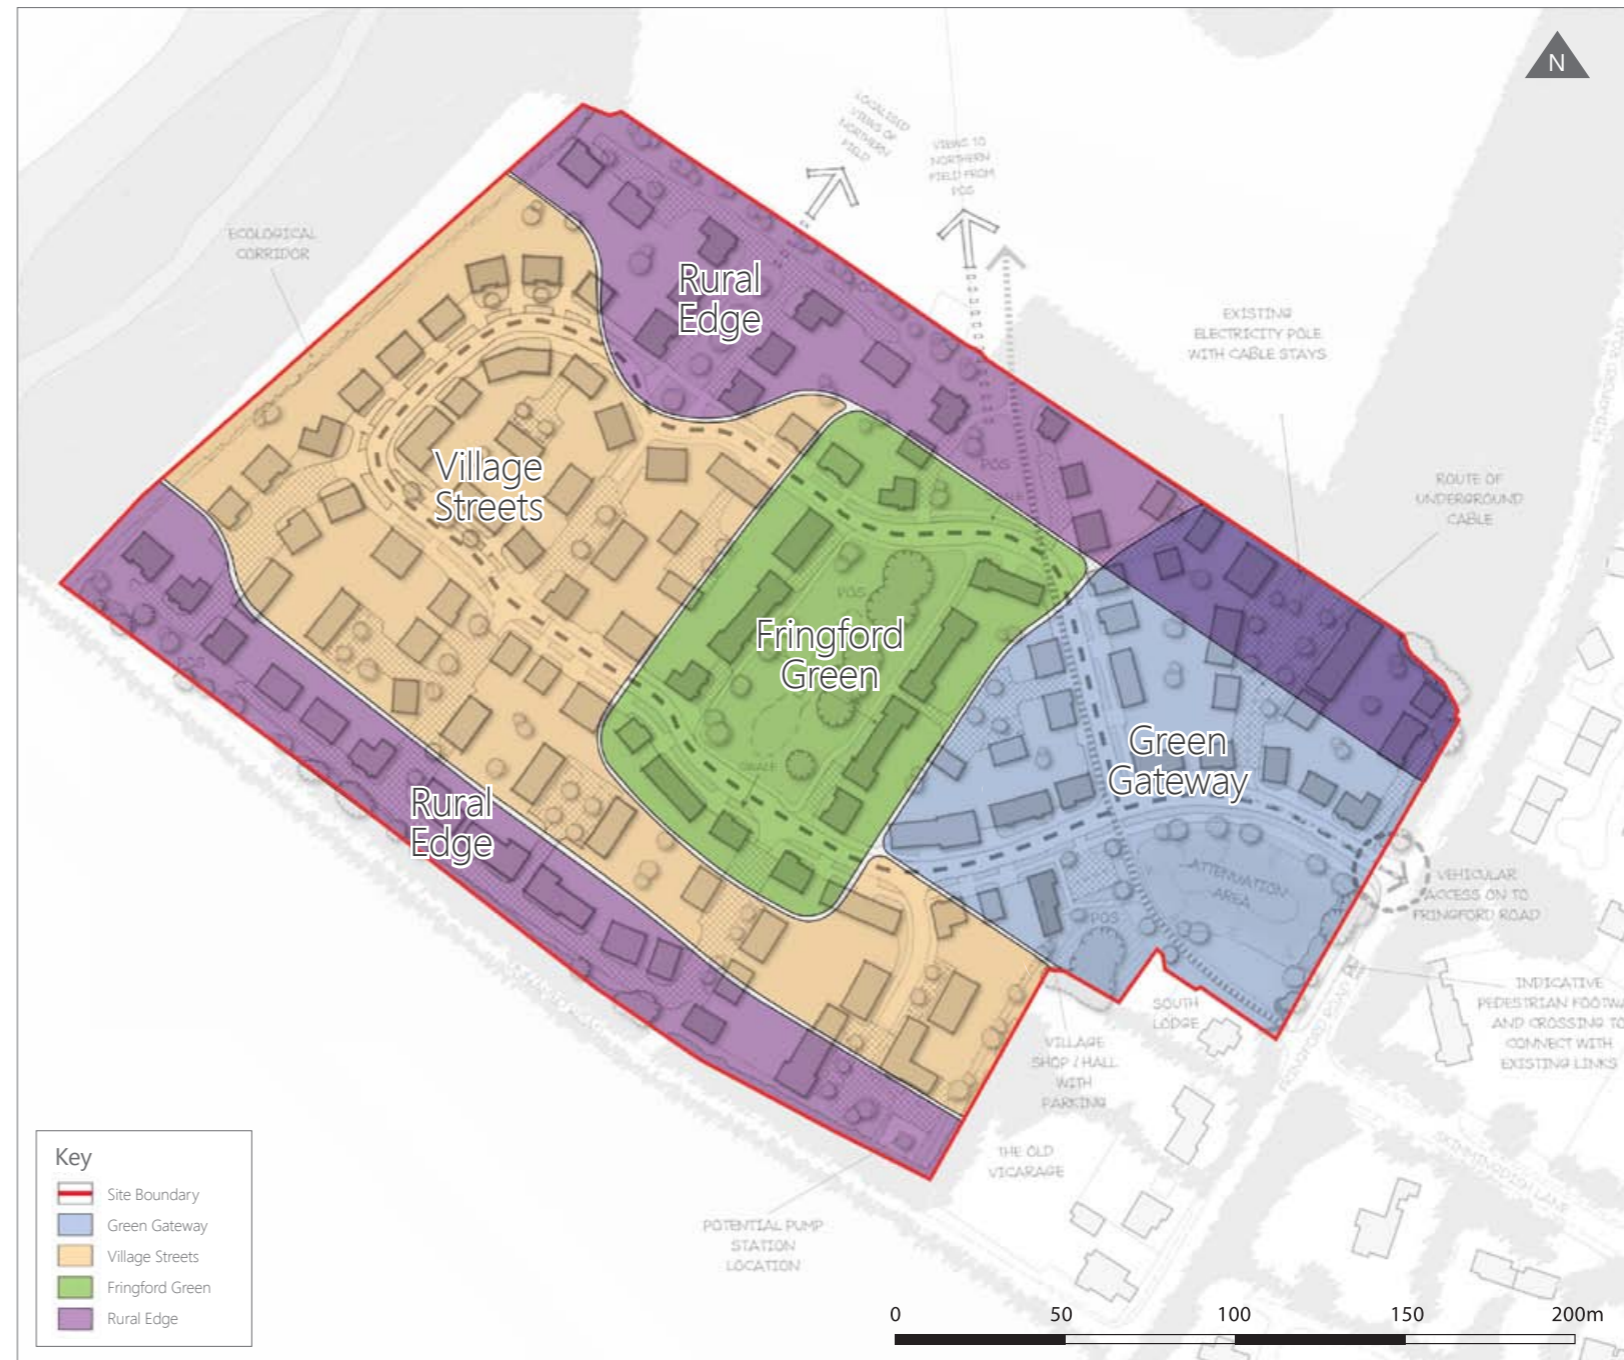 N
LOCALISED
VIEWS OF
NORTHERN
FIELD
VIEWS TO
NORTHERN
FIELD FROM
POS
ECOLOGICAL
CORRIDOR
Rural
Edge
EXISTING
ELECTRICITY POLE
WITH CABLE STAYS
Village
Streets
POS
ROUTE OF
UNDERGROUND
CABLE
POS
Fringford
Green
POS
SWALE
Green
Gateway
Rural
Edge
ATTENUATION
AREA
POS
VEHICULAR
ACCESS ON TO
FRINGFORD ROAD
SOUTH
LODGE
INDICATIVE
PEDESTRIAN FOOTWA
AND CROSSING TO
CONNECT WITH
EXISTING LINKS
VILLAGE
SHOP / HALL
WITH
PARKING
FRINGFORD ROAD
THE OLD
VICARAGE
POTENTIAL PUMP
STATION
LOCATION
Key
Site Boundary
Green Gateway
Village Streets
Fringford Green
Rural Edge
0 50 100 150 200m